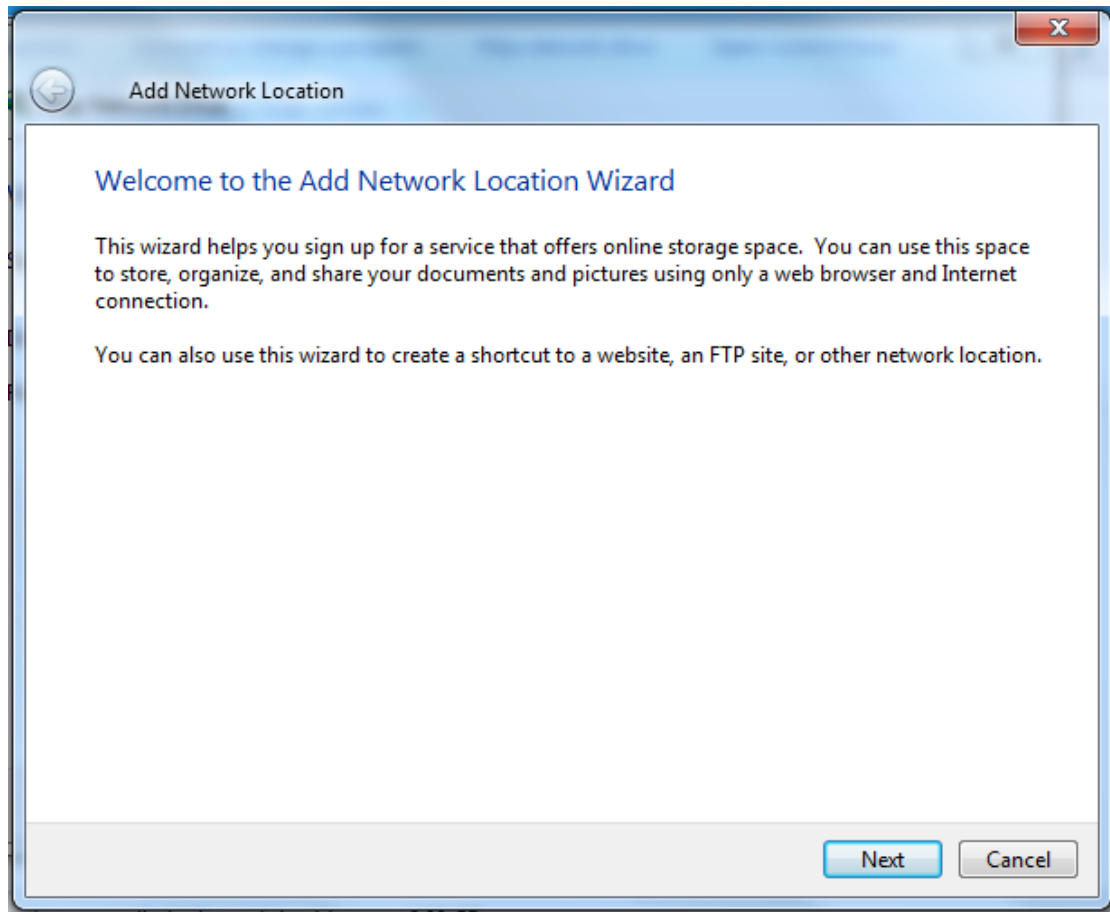 Add Network Location
Welcome to the Add Network Location Wizard
This wizard helps you sign up for a service that offers online storage space.  You can use this space
to store, organize, and share your documents and pictures using only a web browser and Internet
connection.
You can also use this wizard to create a shortcut to a website, an FTP site, or other network location.
Next
Cancel